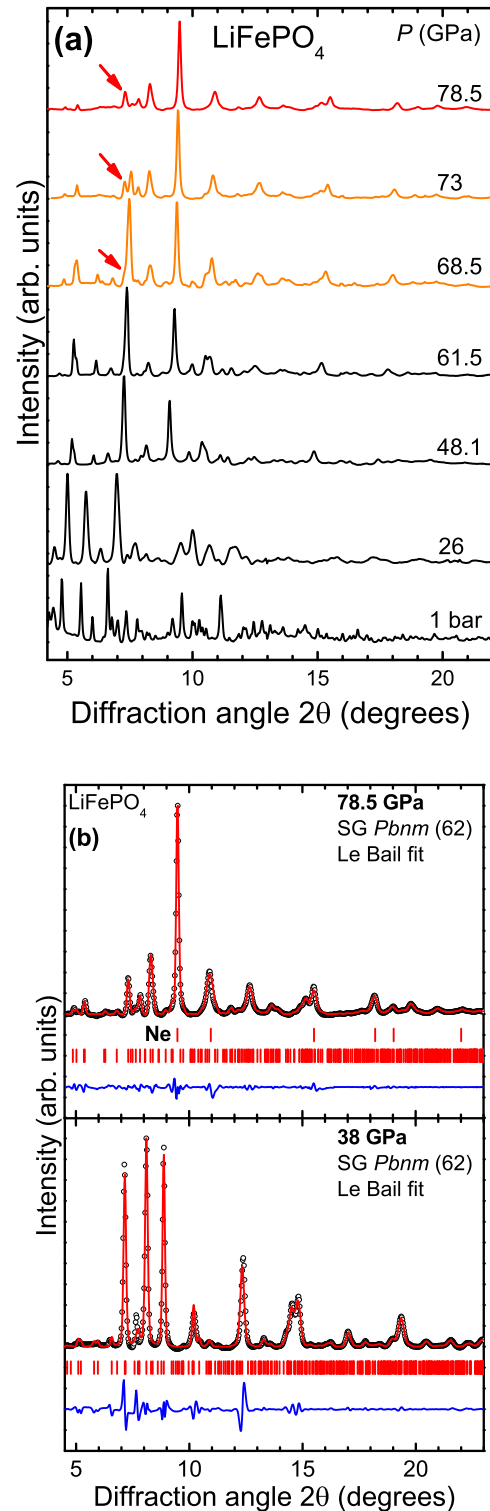 (a)
LiFePO₄
P (GPa)
78.5
73
68.5
61.5
48.1
26
1 bar
Intensity (arb. units)
5 10 15 20
Diffraction angle 2θ (degrees)
LiFePO₄
(b)
78.5 GPa
SG Pbnm (62)
Le Bail fit
Ne
38 GPa
SG Pbnm (62)
Le Bail fit
Intensity (arb. units)
5 10 15 20
Diffraction angle 2θ (degrees)